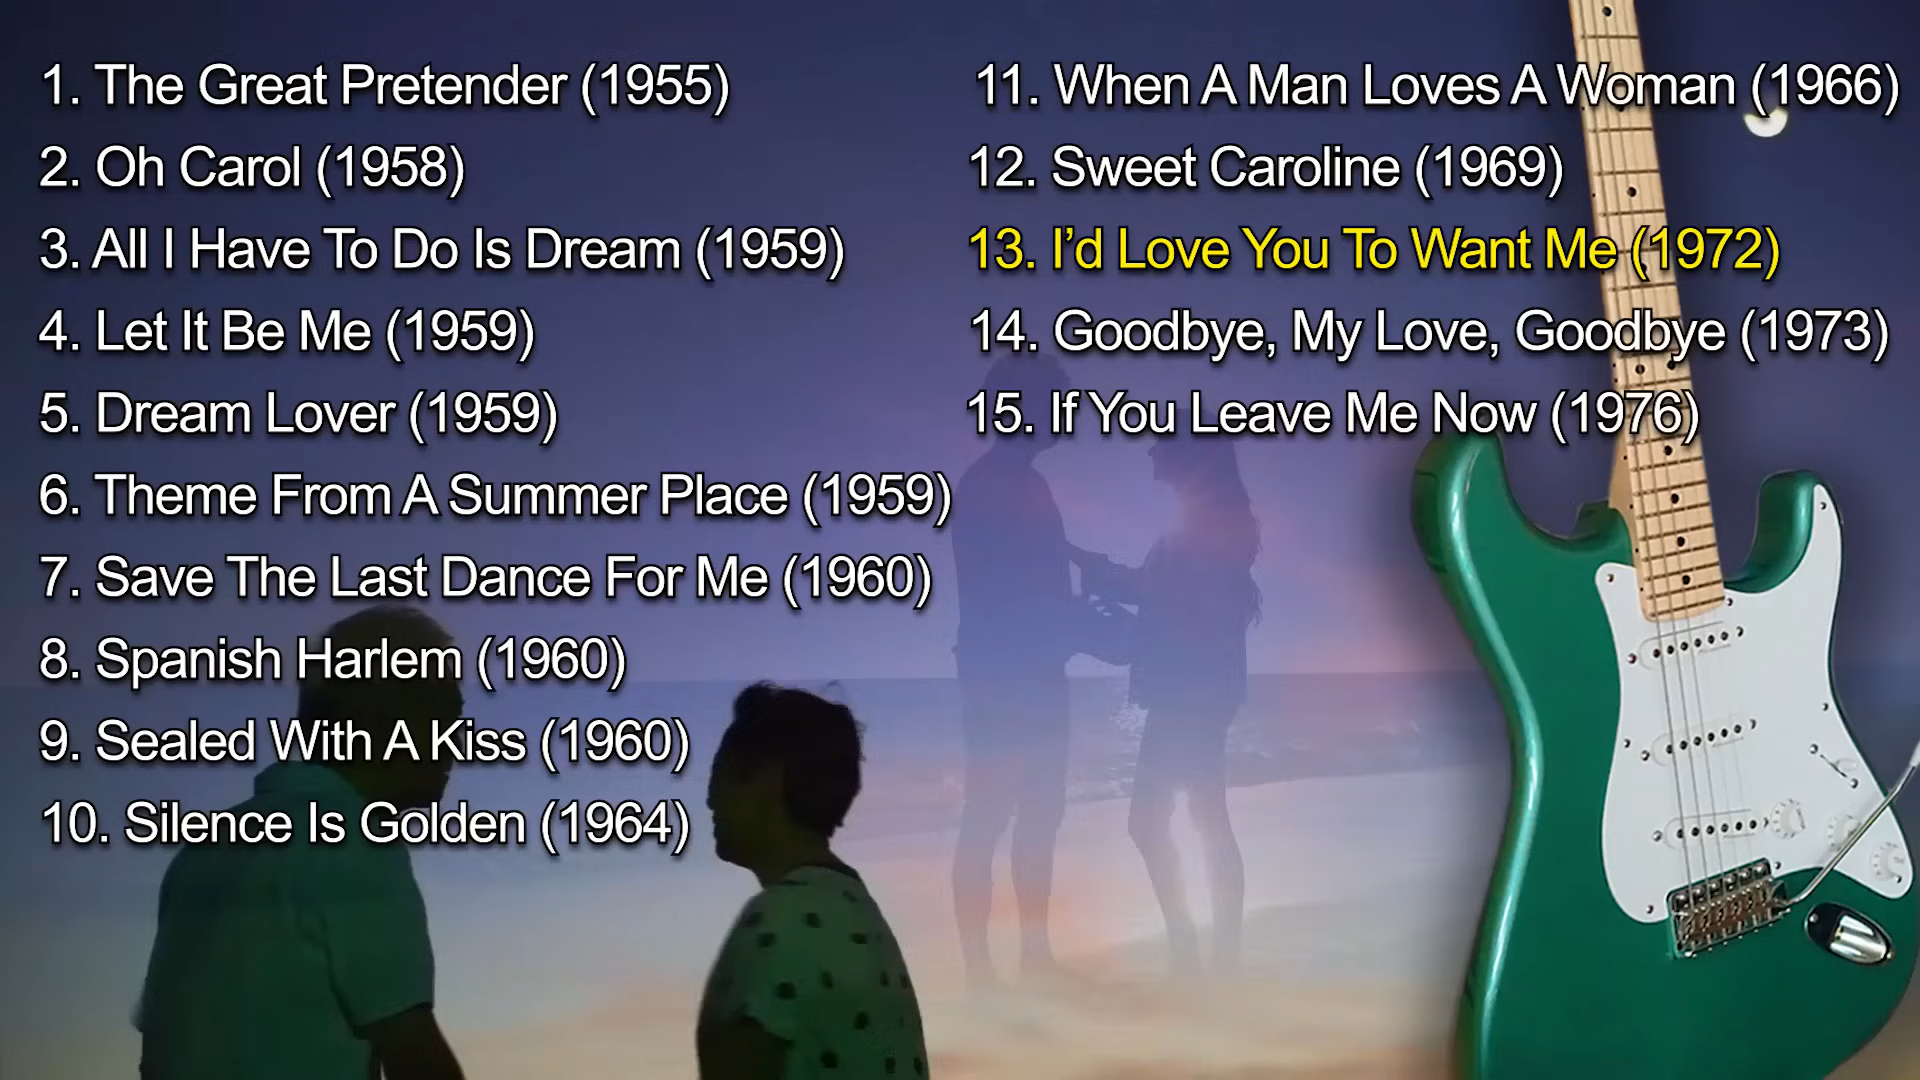 1. The Great Pretender (1955)
2. Oh Carol (1958)
3. All I Have To Do Is Dream (1959)
4. Let It Be Me (1959)
5. Dream Lover (1959)
6. Theme From A Summer Place (1959)
7. Save The Last Dance For Me (1960)
8. Spanish Harlem (1960)
9. Sealed With A Kiss (1960)
10. Silence Is Golden (1964)
11. When A Man Loves A Woman (1966)
12. Sweet Caroline (1969)
13. I’d Love You To Want Me (1972)
14. Goodbye, My Love, Goodbye (1973)
15. If You Leave Me Now (1976)